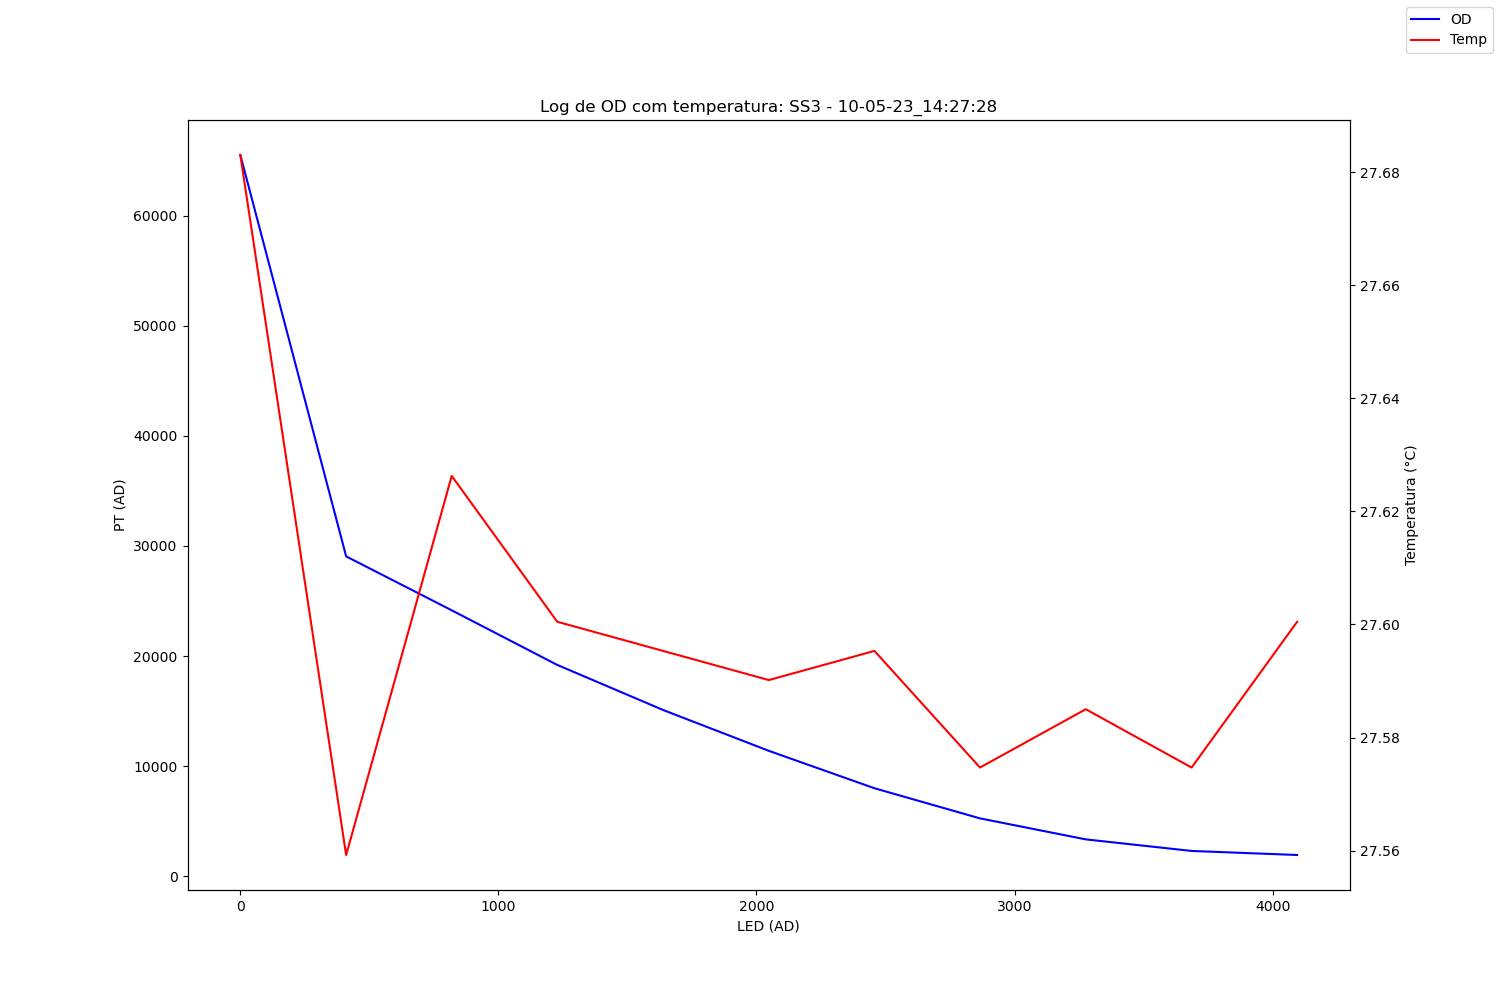 OD
Temp
Log de OD com temperatura: SS3 - 10-05-23_14:27:28
60000
50000
40000
30000
20000
10000
0
PT (AD)
27.68
27.66
27.64
27.62
27.60
27.58
27.56
Temperatura (°C)
0 1000 2000 3000 4000
LED (AD)